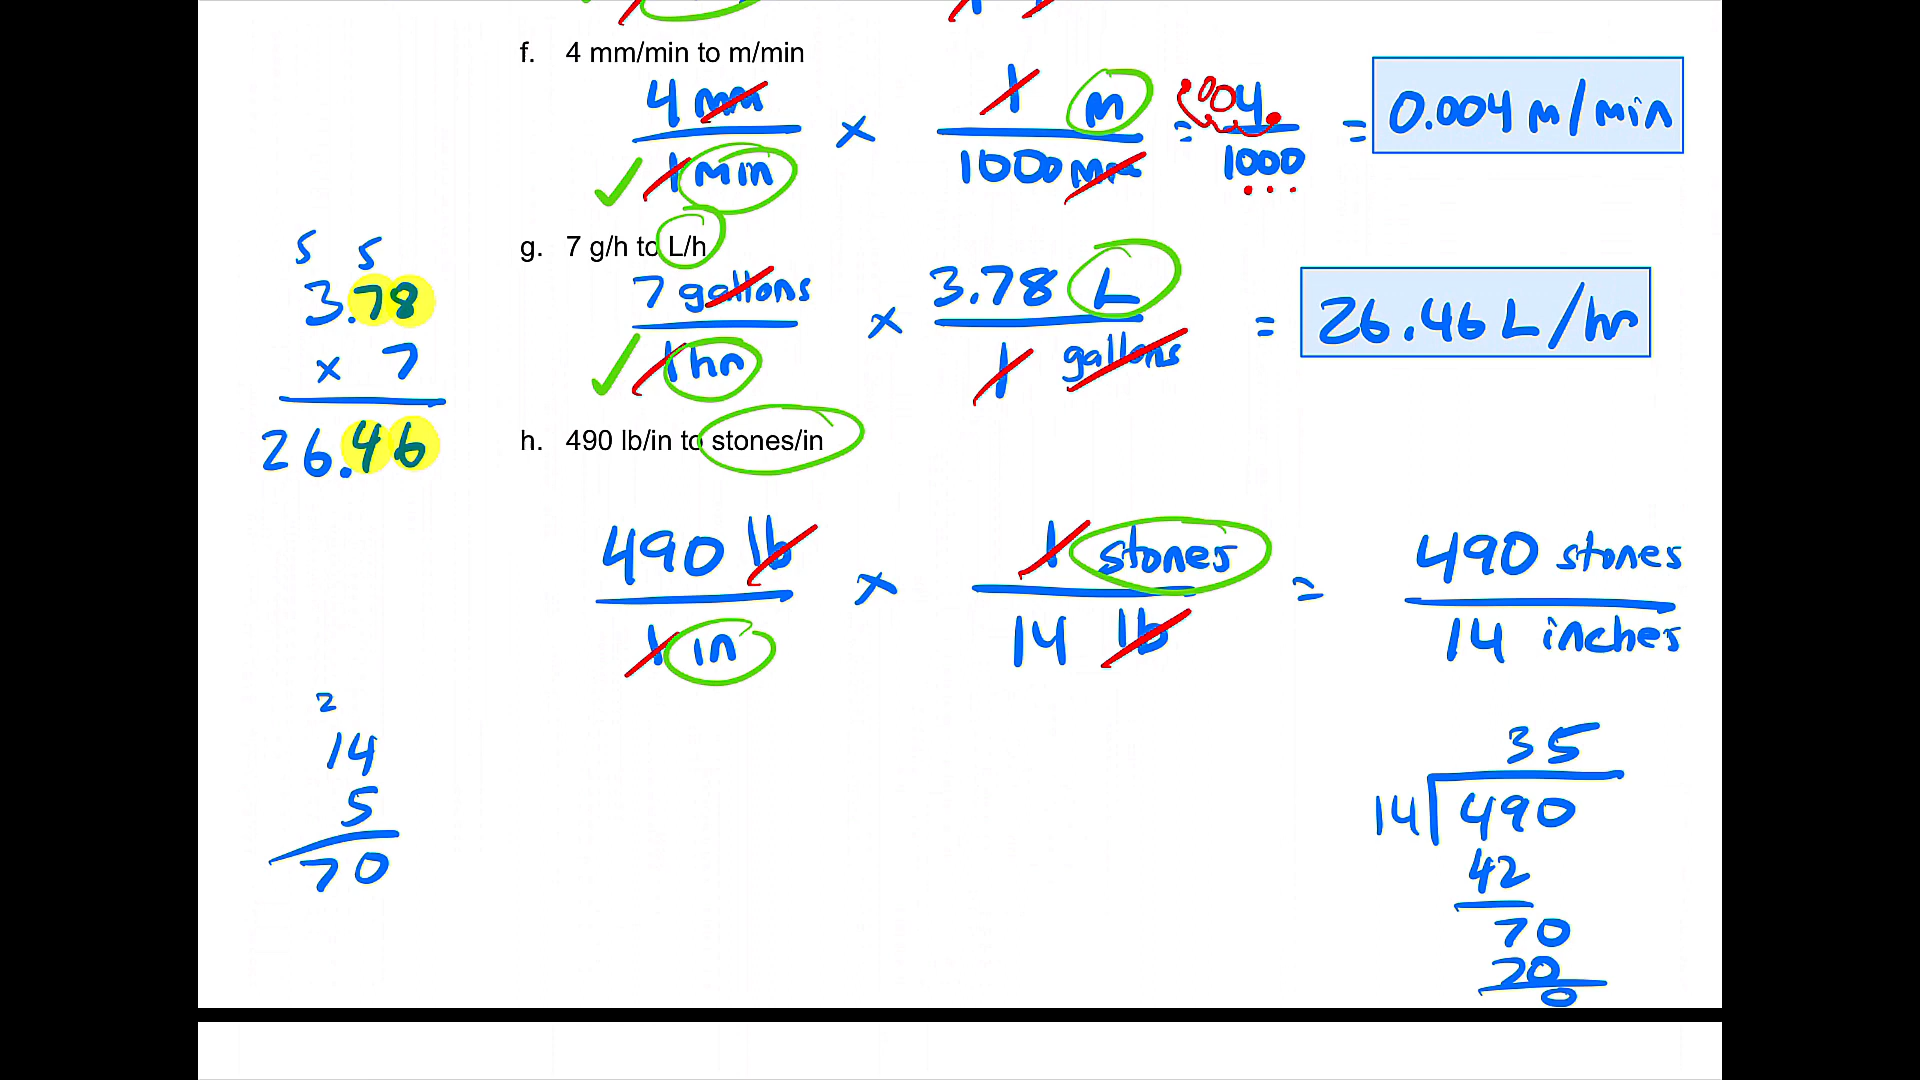 f. 4 mm/min to m/min
4 mm / 1 min × 1 m / 1000 mm = .004 / 1000 = 0.004 m/min
g. 7 g/h to L/h
7 gallons / 1 hr × 3.78 L / 1 gallons = 26.46 L/hr
5 5
3.78
× 7
26.46
h. 490 lb/in to stones/in
490 lb / 1 in × 1 stones / 14 lb = 490 stones / 14 inches
2
14
5
70
35
14 490
42
70
70
0